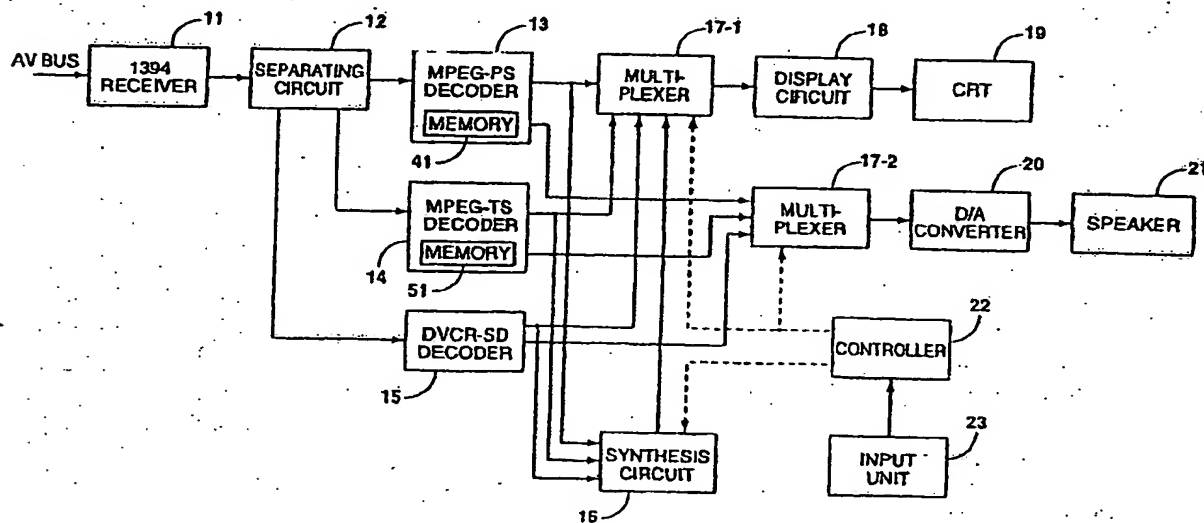 11
12
13
17-1
18
19
AV BUS
1394
RECEIVER
SEPARATING
CIRCUIT
MPEG-PS
DECODER
MEMORY
41
MULTI-
PLEXER
DISPLAY
CIRCUIT
CRT
17-2
20
21
MPEG-TS
DECODER
MEMORY
14
51
MULTI-
PLEXER
D/A
CONVERTER
SPEAKER
DVCR-SD
DECODER
15
22
CONTROLLER
23
SYNTHESIS
CIRCUIT
16
INPUT
UNIT